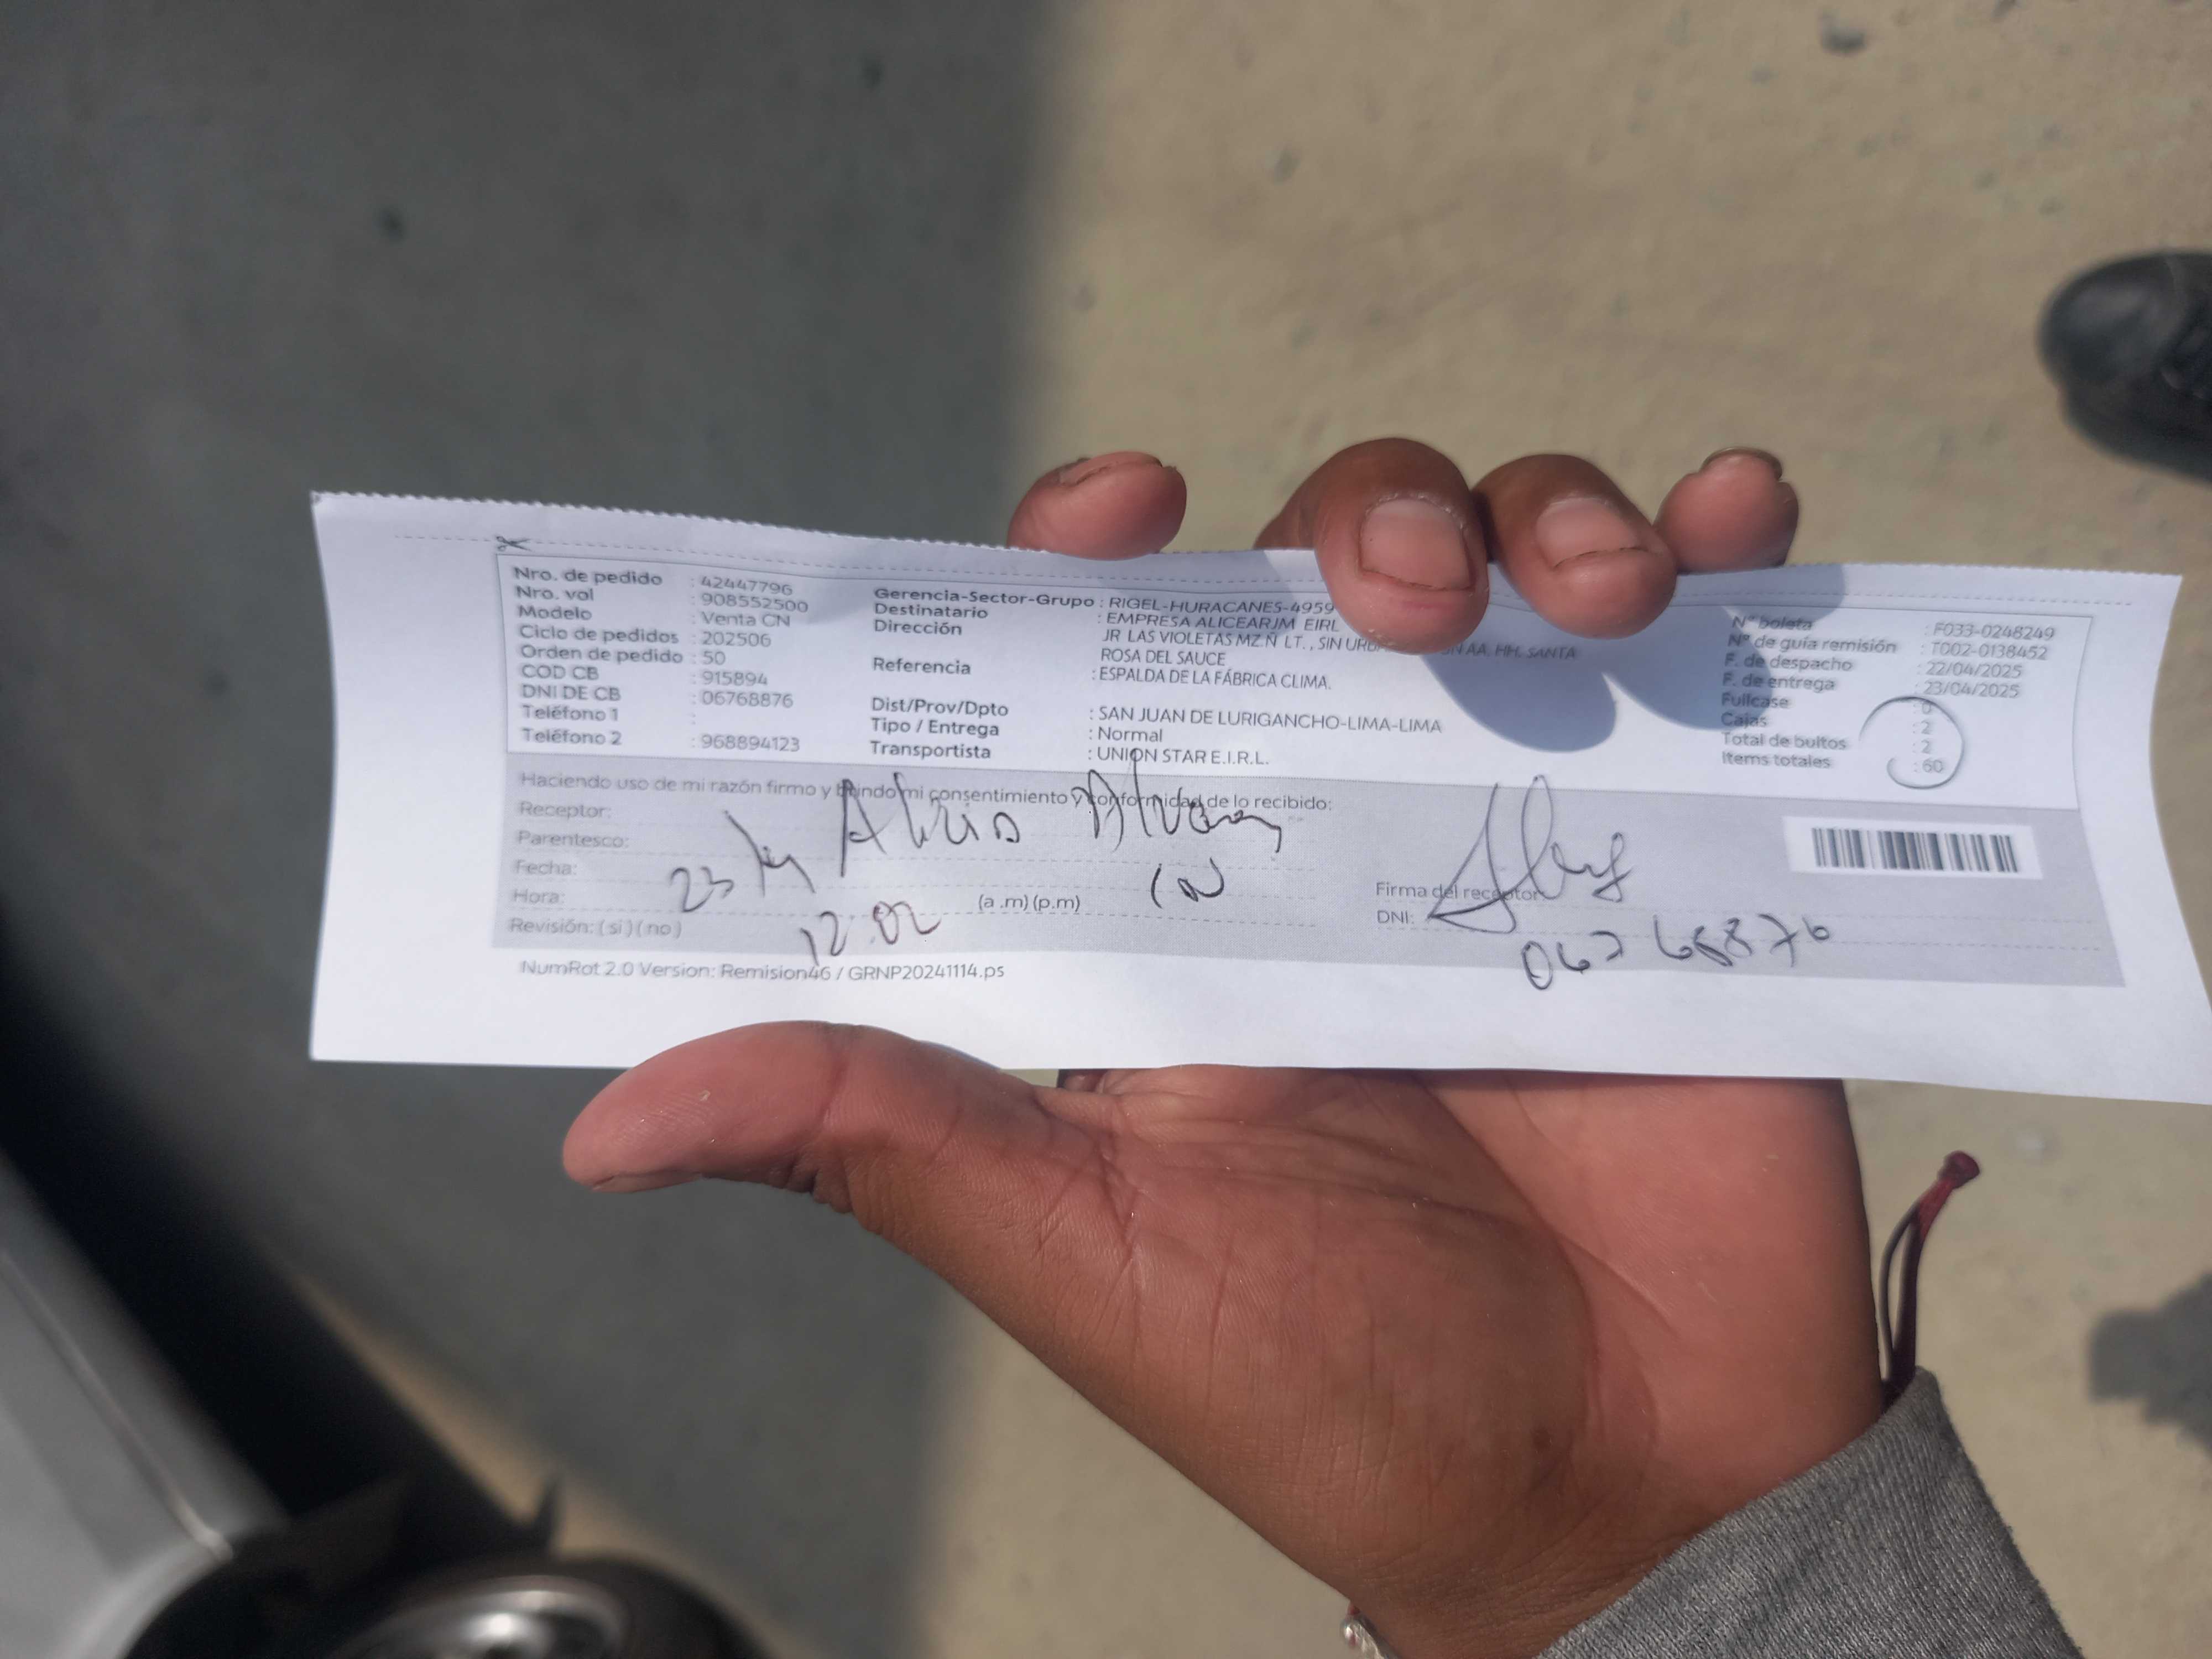 Nro. de pedido : 42447796
Nro. vol : 908552500
Modelo : Venta CN
Ciclo de pedidos : 202506
Orden de pedido : 50
COD CB : 915894
DNI DE CB : 06768876
Teléfono 1 :
Teléfono 2 : 968894123
Gerencia-Sector-Grupo : RIGEL-HURACANES-4959
Destinatario : EMPRESA ALICEARJM EIRL
Dirección : JR LAS VIOLETAS MZ.Ñ LT. , SIN URB AA. HH. SANTA
ROSA DEL SAUCE
Referencia : ESPALDA DE LA FÁBRICA CLIMA.
Dist/Prov/Dpto : SAN JUAN DE LURIGANCHO-LIMA-LIMA
Tipo / Entrega : Normal
Transportista : UNION STAR E.I.R.L.
N° boleta : F033-0248249
N° de guía remisión : T002-0138452
F. de despacho : 22/04/2025
F. de entrega : 23/04/2025
Fullcase : 0
Cajas : 2
Total de bultos : 2
Items totales : 60
Haciendo uso de mi razón firmo y brindo mi consentimiento y conformidad de lo recibido:
Receptor:
Parentesco:
Fecha: 23
Hora: 12:02 (a .m) (p.m)
Revisión: ( si ) ( no )
Firma del receptor
DNI: 06768876
NumRot 2.0 Version: Remision46 / GRNP20241114.ps